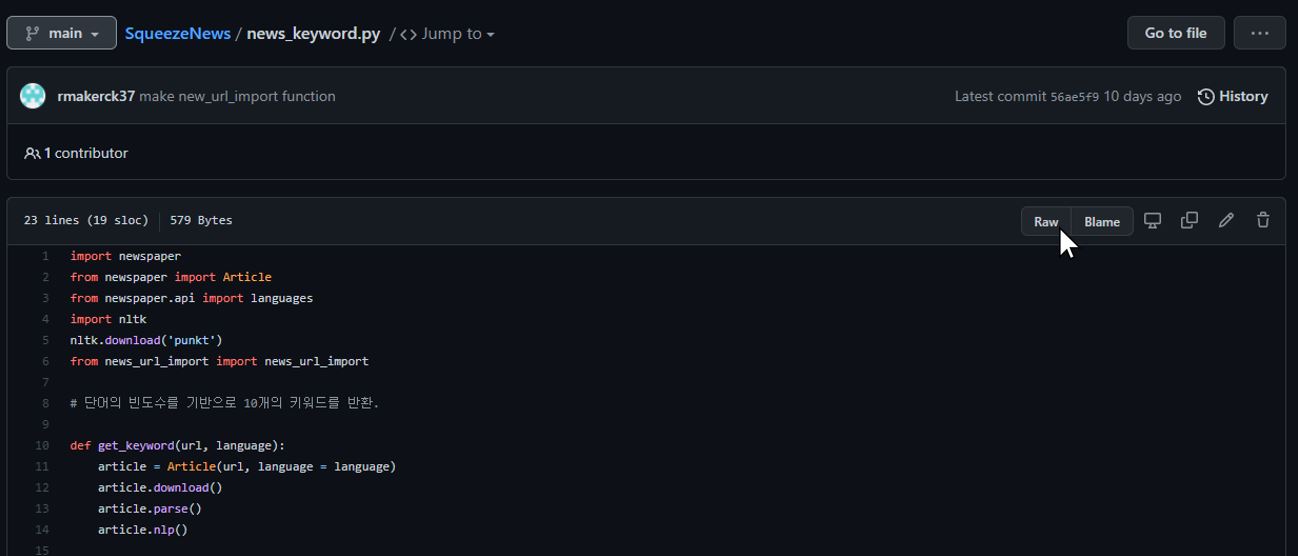 main SqueezeNews / news_keyword.py / <> Jump to Go to file ...
rmakerck37 make new_url_import function Latest commit 56ae5f9 10 days ago History
1 contributor
23 lines (19 sloc) 579 Bytes Raw Blame
1 import newspaper
2 from newspaper import Article
3 from newspaper.api import languages
4 import nltk
5 nltk.download('punkt')
6 from news_url_import import news_url_import
7
8 # 단어의 빈도수를 기반으로 10개의 키워드를 반환.
9
10 def get_keyword(url, language):
11 article = Article(url, language = language)
12 article.download()
13 article.parse()
14 article.nlp()
15